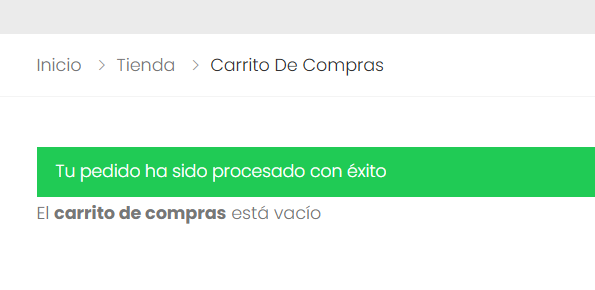 Inicio > Tienda > Carrito De Compras
Tu pedido ha sido procesado con éxito
El carrito de compras está vacío